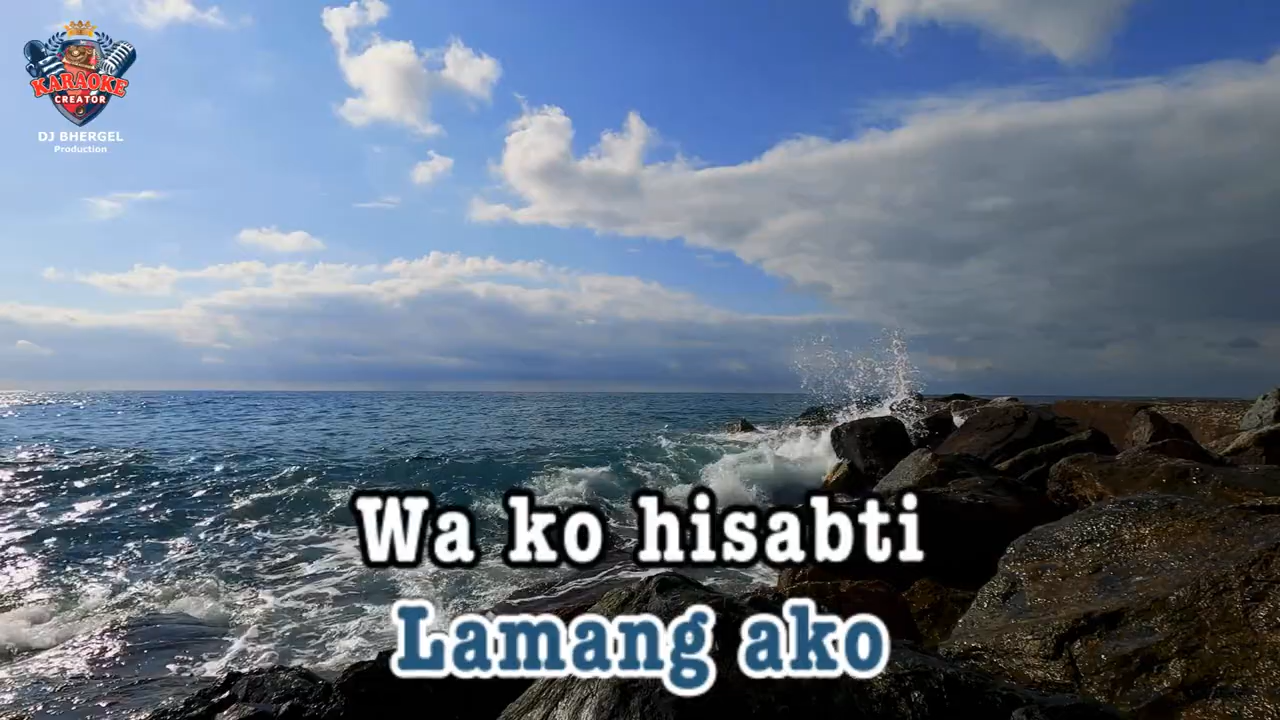 KARAOKE
CREATOR
DJ BHERGEL
Production
Wa ko hisabti
Lamang ako